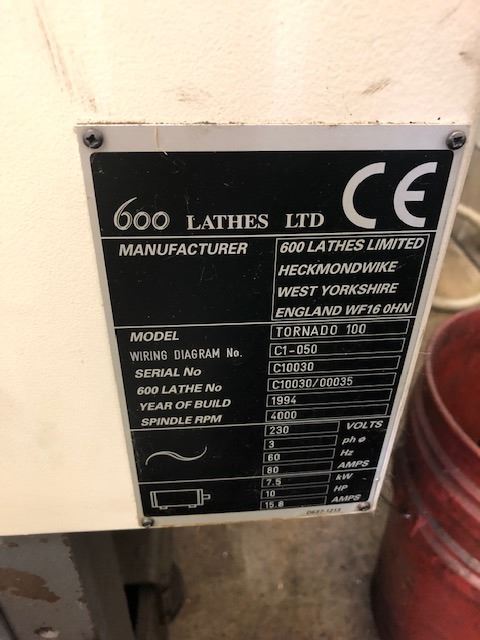 600 LATHES LTD CE
MANUFACTURER 600 LATHES LIMITED
HECKMONDWIKE
WEST YORKSHIRE
ENGLAND WF16 0HN
MODEL TORNADO 100
WIRING DIAGRAM No. C1-050
SERIAL No C10030
600 LATHE No C10030/00035
YEAR OF BUILD 1994
SPINDLE RPM 4000
230 VOLTS
3 ph ø
60 Hz
80 AMPS
7.5 kW
10 HP
15.8 AMPS